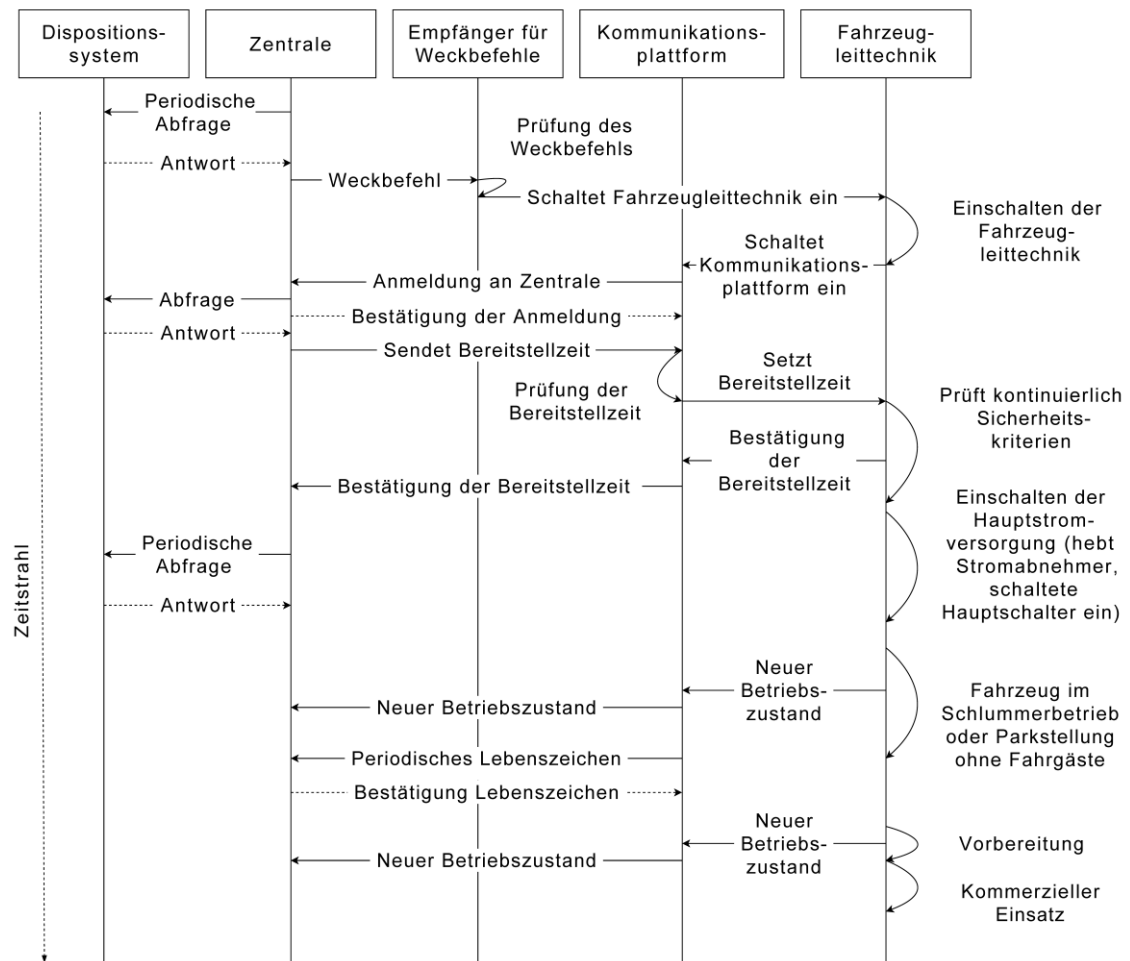 Dispositions-
system
Zentrale
Empfänger für
Weckbefehle
Kommunikations-
plattform
Fahrzeug-
leittechnik
Periodische
Abfrage
Prüfung des
Weckbefehls
Antwort
Weckbefehl
Schaltet Fahrzeugleittechnik ein
Einschalten der
Fahrzeug-
leittechnik
Schaltet
Kommunikations-
plattform ein
Anmeldung an Zentrale
Abfrage
Bestätigung der Anmeldung
Antwort
Sendet Bereitstellzeit
Setzt
Bereitstellzeit
Prüfung der
Bereitstellzeit
Prüft kontinuierlich
Sicherheits-
kriterien
Bestätigung
der
Bereitstellzeit
Bestätigung der Bereitstellzeit
Einschalten der
Hauptstrom-
versorgung (hebt
Stromabnehmer,
schaltete
Hauptschalter ein)
Periodische
Abfrage
Antwort
Zeitstrahl
Neuer
Betriebs-
zustand
Neuer Betriebszustand
Fahrzeug im
Schlummerbetrieb
oder Parkstellung
ohne Fahrgäste
Periodisches Lebenszeichen
Bestätigung Lebenszeichen
Neuer
Betriebs-
zustand
Vorbereitung
Neuer Betriebszustand
Kommerzieller
Einsatz